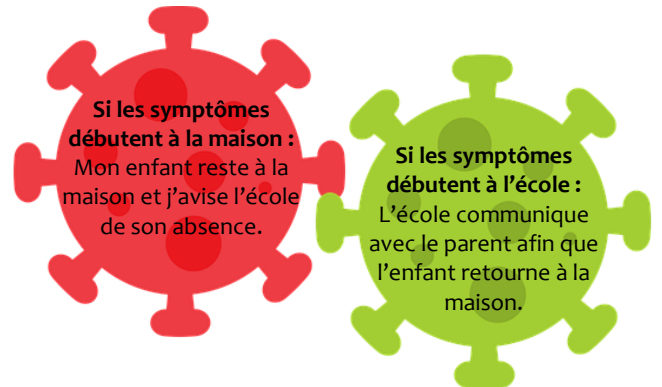 Si les symptômes
débutent à la maison :
Mon enfant reste à la
maison et j’avise l’école
de son absence.
Si les symptômes
débutent à l’école :
L’école communique
avec le parent afin que
l’enfant retourne à la
maison.